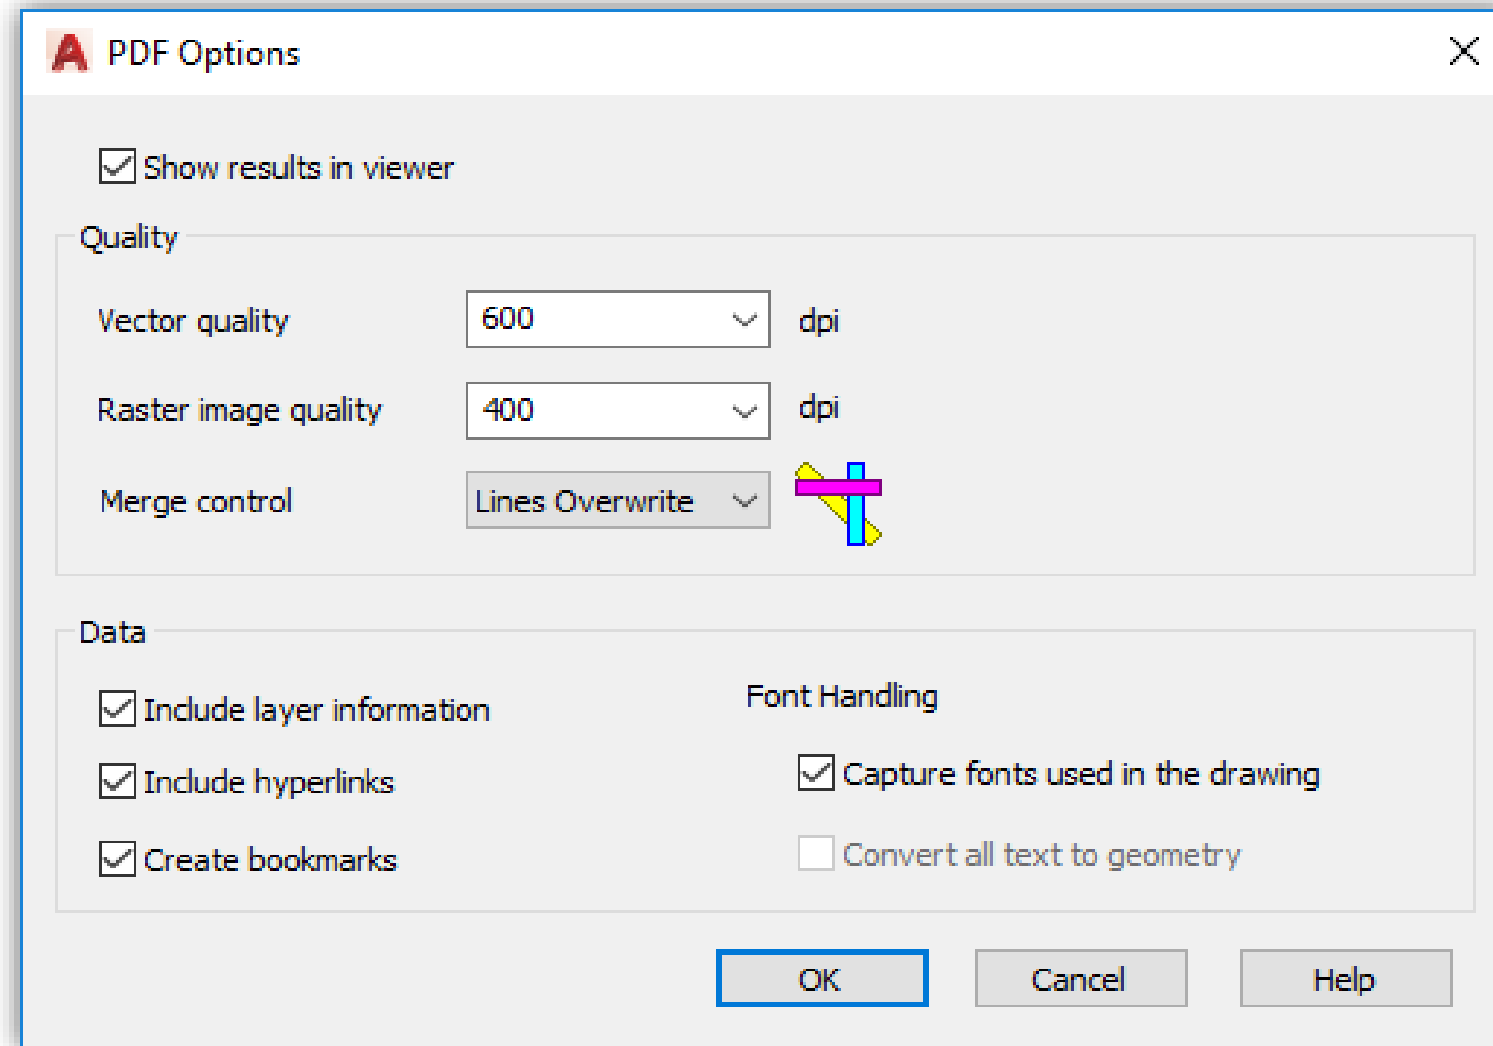 PDF Options
Show results in viewer
Quality
Vector quality 600 dpi
Raster image quality 400 dpi
Merge control Lines Overwrite
Data
Include layer information
Include hyperlinks
Create bookmarks
Font Handling
Capture fonts used in the drawing
Convert all text to geometry
OK Cancel Help